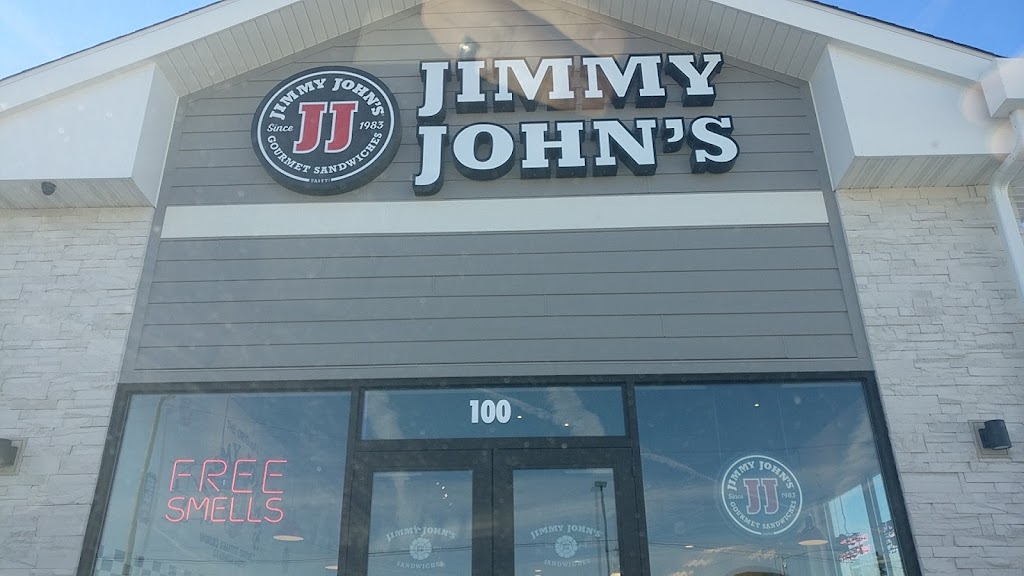 JIMMY JOHN'S
Since JJ 1983
GOURMET SANDWICHES
TASTY!
JIMMY
JOHN'S
100
FREE
SMELLS
JIMMY JOHN'S
SANDWICHES
JIMMY JOHN'S
SANDWICHES
JIMMY JOHN'S
Since JJ 1983
GOURMET SANDWICHES